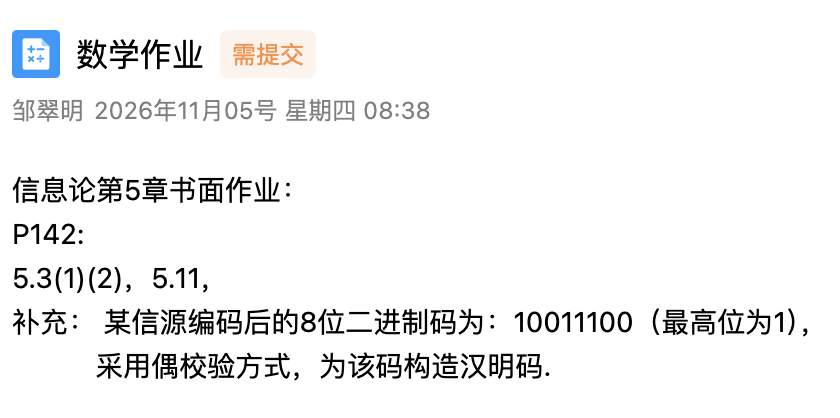 数学作业 需提交
邹翠明 2026年11月05号 星期四 08:38
信息论第5章书面作业：
P142:
5.3(1)(2)，5.11，
补充： 某信源编码后的8位二进制码为：10011100（最高位为1），
采用偶校验方式，为该码构造汉明码.